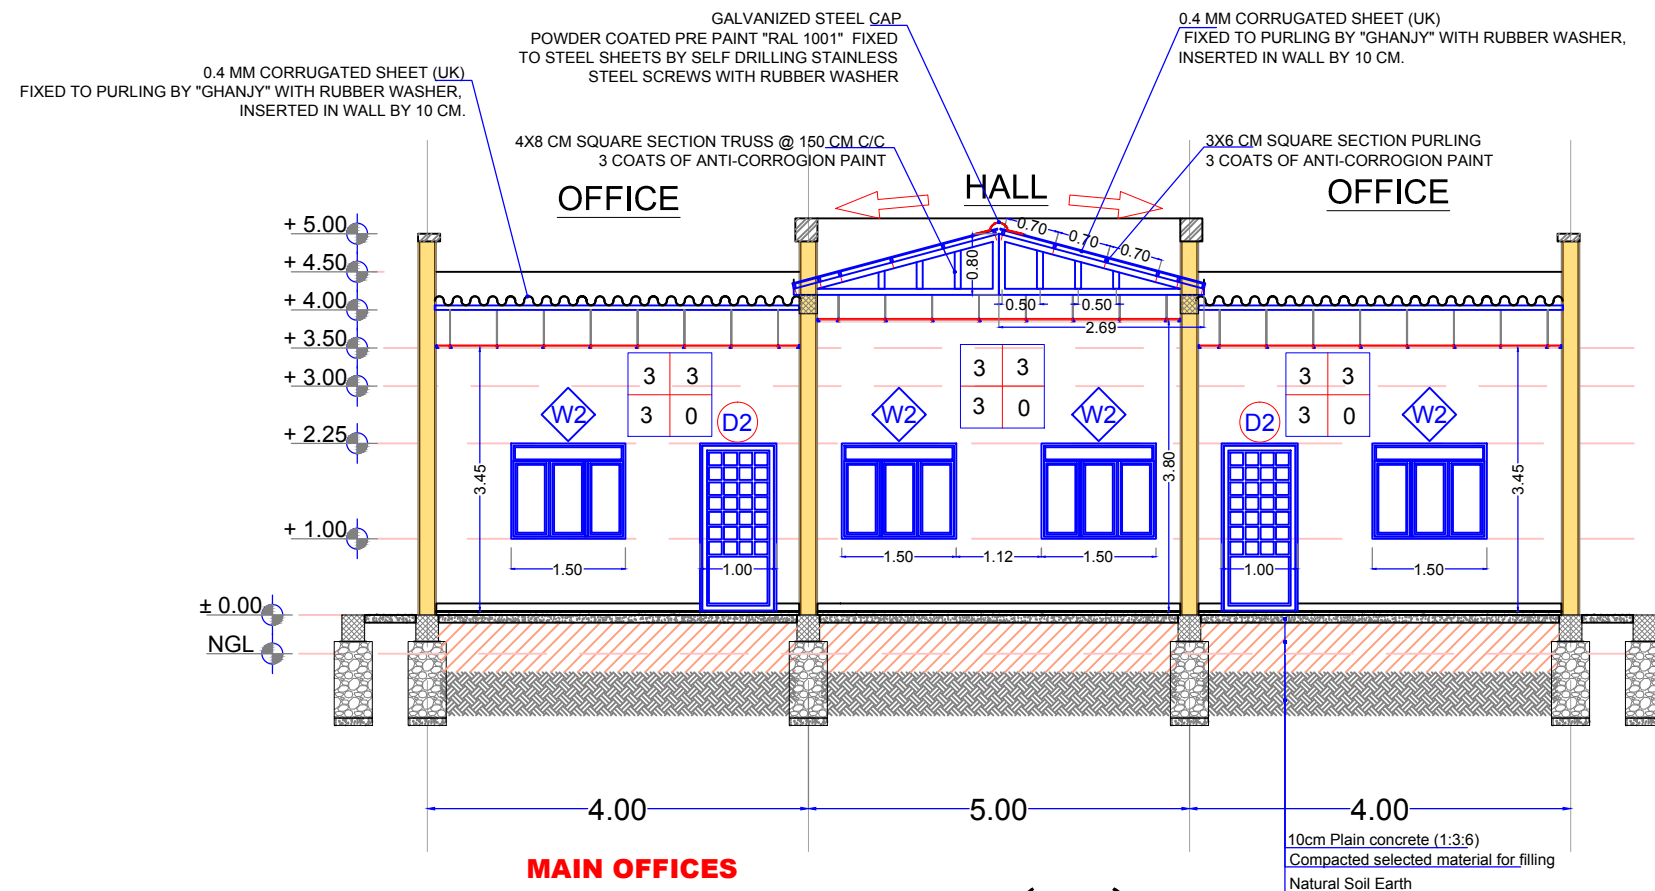 GALVANIZED STEEL CAP
POWDER COATED PRE PAINT "RAL 1001" FIXED
TO STEEL SHEETS BY SELF DRILLING STAINLESS
STEEL SCREWS WITH RUBBER WASHER
0.4 MM CORRUGATED SHEET (UK)
FIXED TO PURLING BY "GHANJY" WITH RUBBER WASHER,
INSERTED IN WALL BY 10 CM.
0.4 MM CORRUGATED SHEET (UK)
FIXED TO PURLING BY "GHANJY" WITH RUBBER WASHER,
INSERTED IN WALL BY 10 CM.
4X8 CM SQUARE SECTION TRUSS @ 150 CM C/C
3 COATS OF ANTI-CORROGION PAINT
3X6 CM SQUARE SECTION PURLING
3 COATS OF ANTI-CORROGION PAINT
OFFICE
HALL
OFFICE
+ 5.00
+ 4.50
+ 4.00
+ 3.50
+ 3.00
+ 2.25
+ 1.00
± 0.00
NGL
0.70
0.70
0.70
0.80
0.50
0.50
2.69
3 3
3 0
3 3
3 0
3 3
3 0
W2
D2
W2
W2
D2
W2
3.45
3.80
3.45
1.50
1.00
1.50
1.12
1.50
1.00
1.50
4.00
5.00
4.00
MAIN OFFICES
10cm Plain concrete (1:3:6)
Compacted selected material for filling
Natural Soil Earth